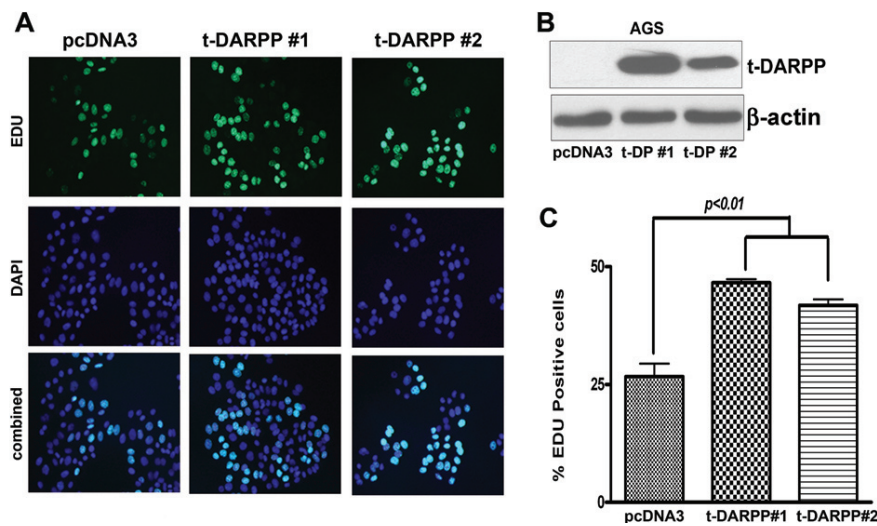 A
pcDNA3 t-DARPP #1 t-DARPP #2
EDU
DAPI
combined
B
AGS
t-DARPP
β-actin
pcDNA3 t-DP #1 t-DP #2
C
p<0.01
% EDU Positive cells
50
25
0
pcDNA3 t-DARPP#1 t-DARPP#2